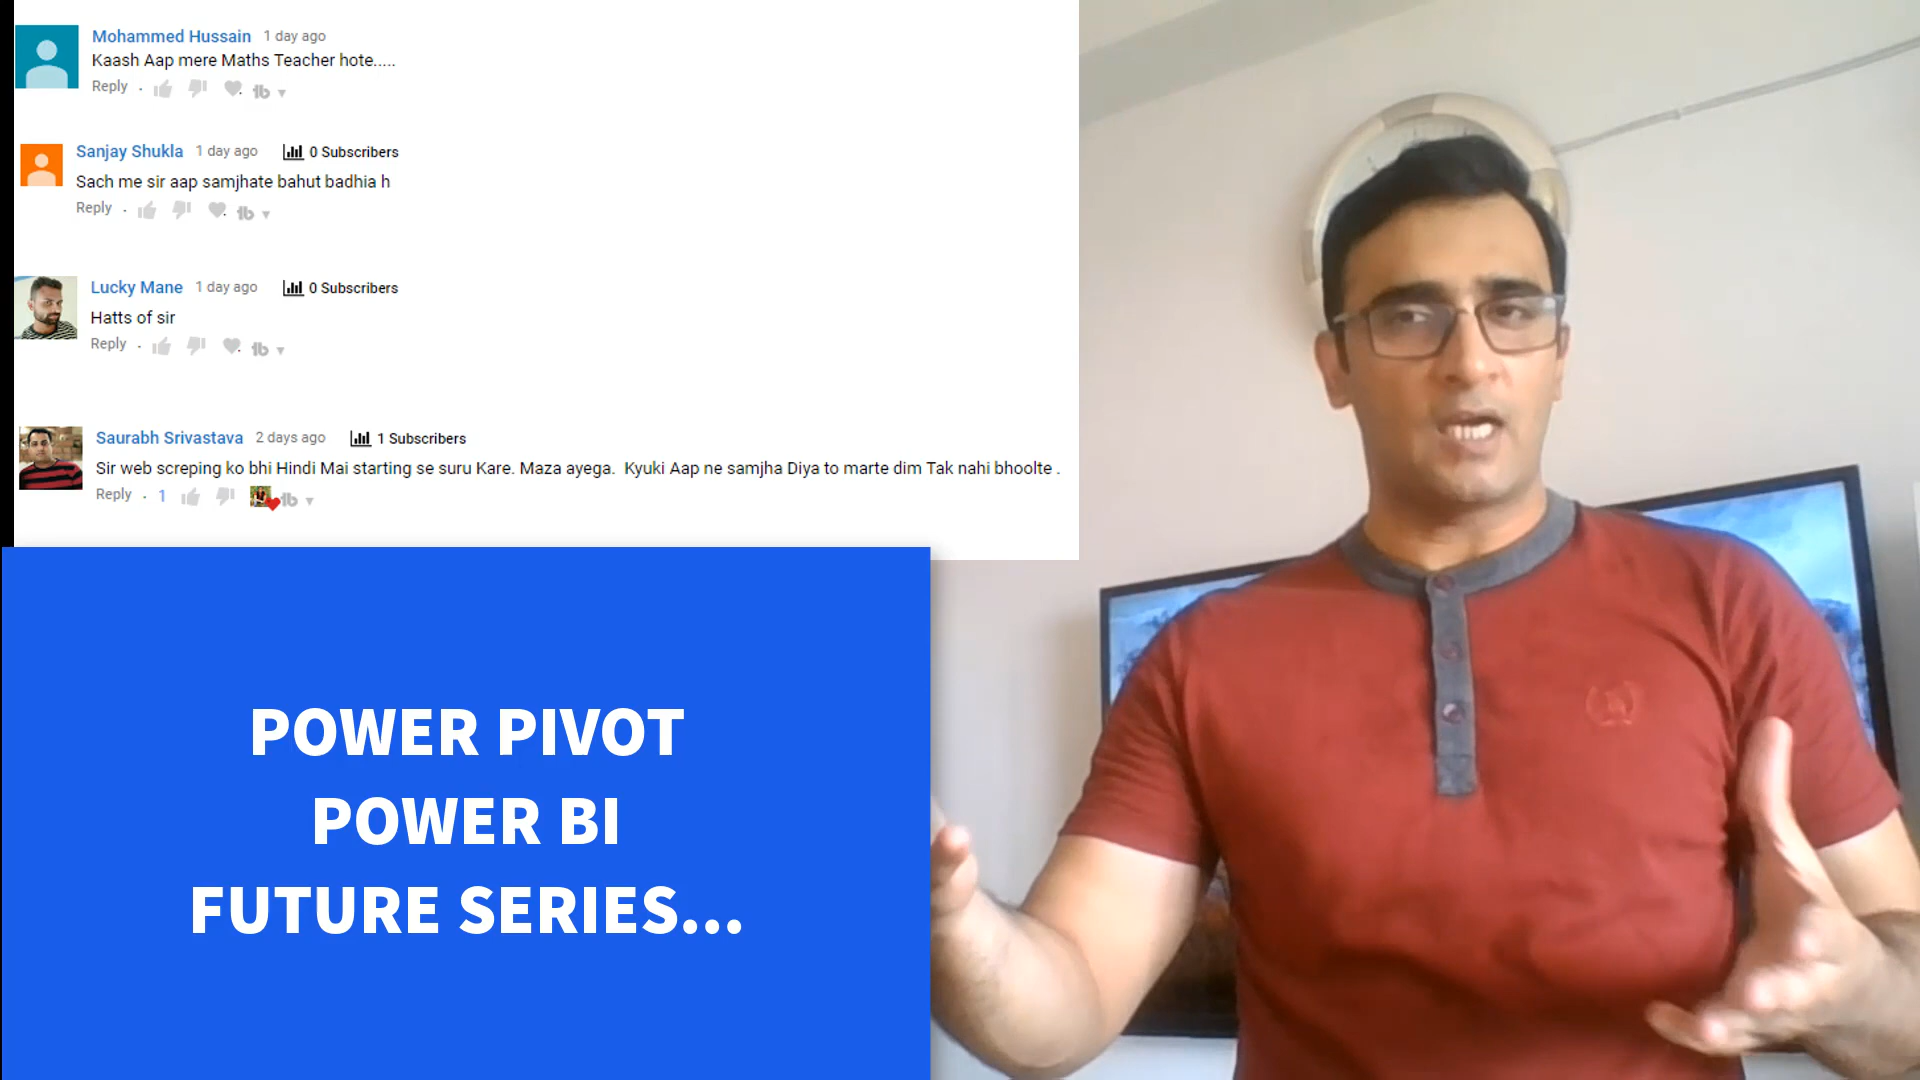 Mohammed Hussain 1 day ago
Kaash Aap mere Maths Teacher hote.....
Reply
Sanjay Shukla 1 day ago 0 Subscribers
Sach me sir aap samjhate bahut badhia h
Reply
Lucky Mane 1 day ago 0 Subscribers
Hatts of sir
Reply
Saurabh Srivastava 2 days ago 1 Subscribers
Sir web screping ko bhi Hindi Mai starting se suru Kare. Maza ayega. Kyuki Aap ne samjha Diya to marte dim Tak nahi bhoolte .
Reply 1
POWER PIVOT
POWER BI
FUTURE SERIES...